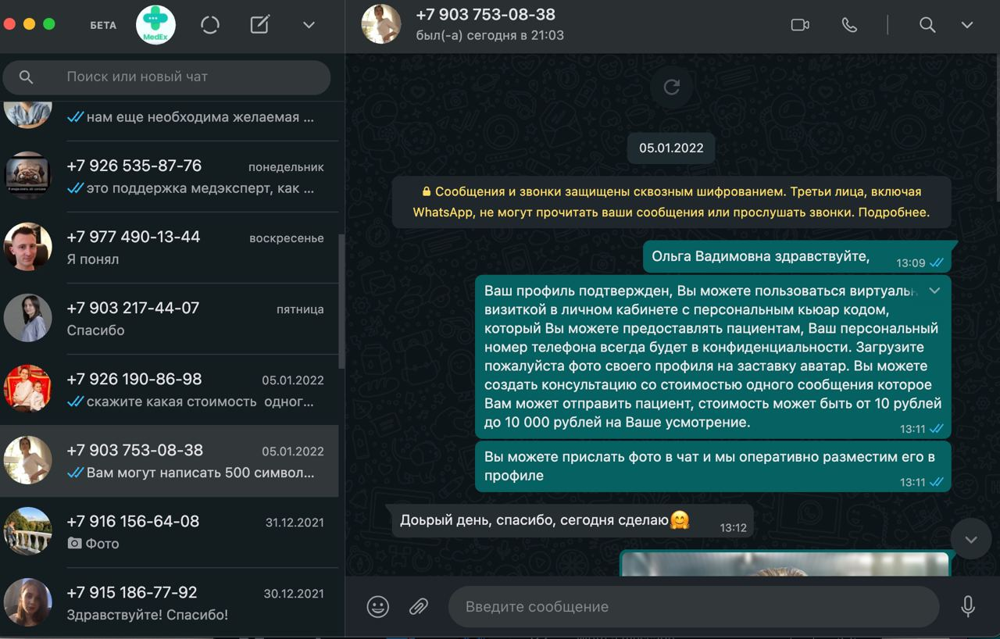 БЕТА
MedEx
Поиск или новый чат
нам еще необходима желаемая ...
+7 926 535-87-76 понедельник
это поддержка медэксперт, как ...
+7 977 490-13-44 воскресенье
Я понял
+7 903 217-44-07 пятница
Спасибо
+7 926 190-86-98 05.01.2022
скажите какая стоимость одног...
+7 903 753-08-38 05.01.2022
Вам могут написать 500 символ...
+7 916 156-64-08 31.12.2021
Фото
+7 915 186-77-92 30.12.2021
Здравствуйте! Спасибо!
+7 903 753-08-38
был(-а) сегодня в 21:03
05.01.2022
Сообщения и звонки защищены сквозным шифрованием. Третьи лица, включая
WhatsApp, не могут прочитать ваши сообщения или прослушать звонки. Подробнее.
Ольга Вадимовна здравствуйте,
13:09
Ваш профиль подтвержден, Вы можете пользоваться виртуальн
визиткой в личном кабинете с персональным кьюар кодом,
который Вы можете предоставлять пациентам, Ваш персональный
номер телефона всегда будет в конфиденциальности. Загрузите
пожалуйста фото своего профиля на заставку аватар. Вы можете
создать консультацию со стоимостью одного сообщения которое
Вам может отправить пациент, стоимость может быть от 10 рублей
до 10 000 рублей на Ваше усмотрение.
13:11
Вы можете прислать фото в чат и мы оперативно разместим его в
профиле
13:11
Доьрый день, спасибо, сегодня сделаю🤗
13:12
Введите сообщение